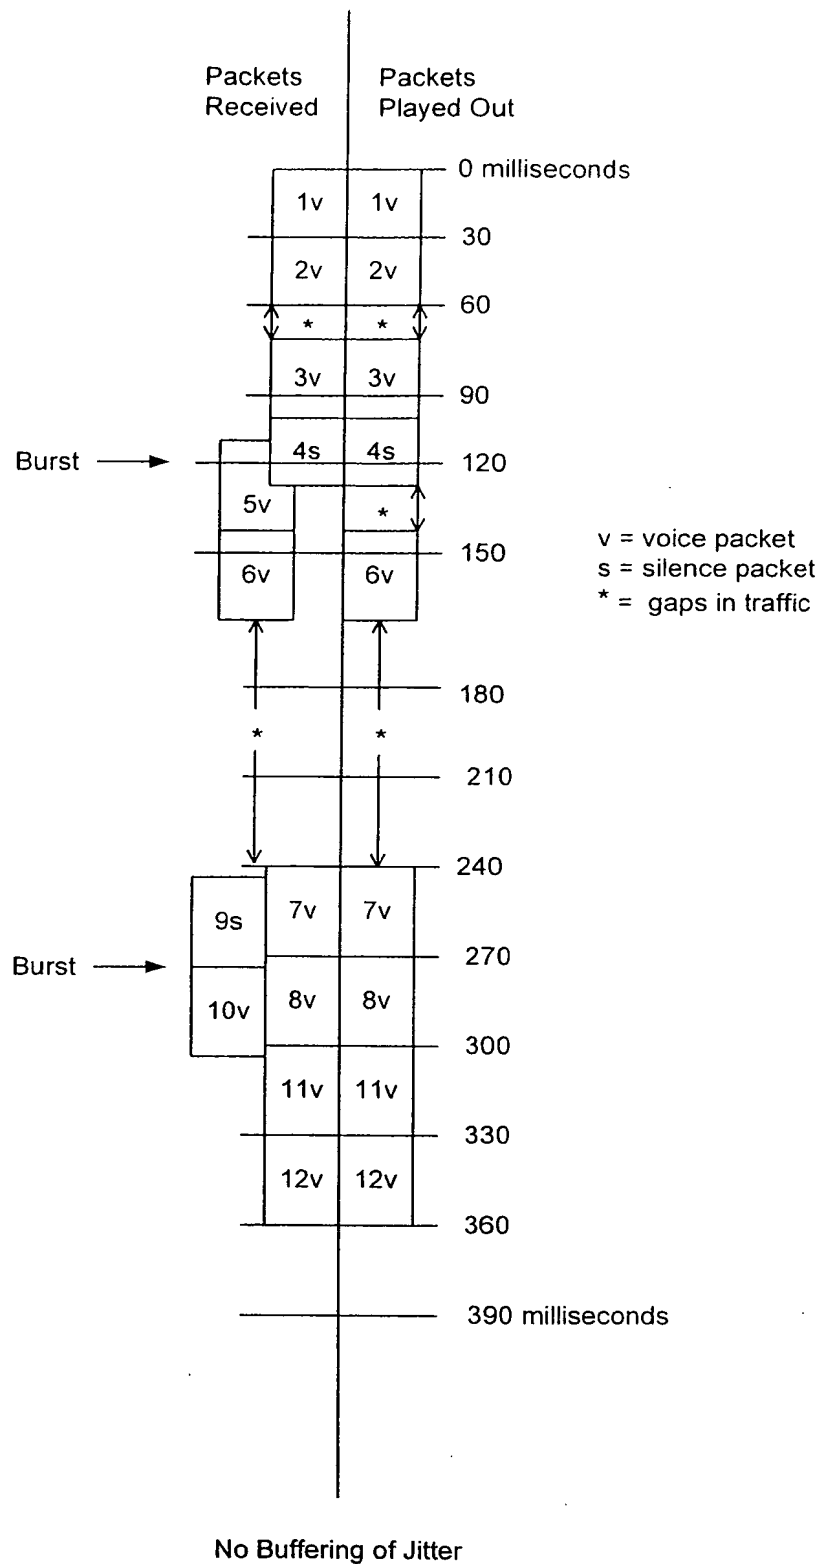 Packets Received
Packets Played Out
0 milliseconds
1v 1v
30
2v 2v
60
* *
3v 3v
90
Burst
4s 4s
120
5v
*
v = voice packet
150
s = silence packet
6v 6v
* = gaps in traffic
180
* *
210
240
9s 7v 7v
Burst
270
10v 8v 8v
300
11v 11v
330
12v 12v
360
390 milliseconds
No Buffering of Jitter